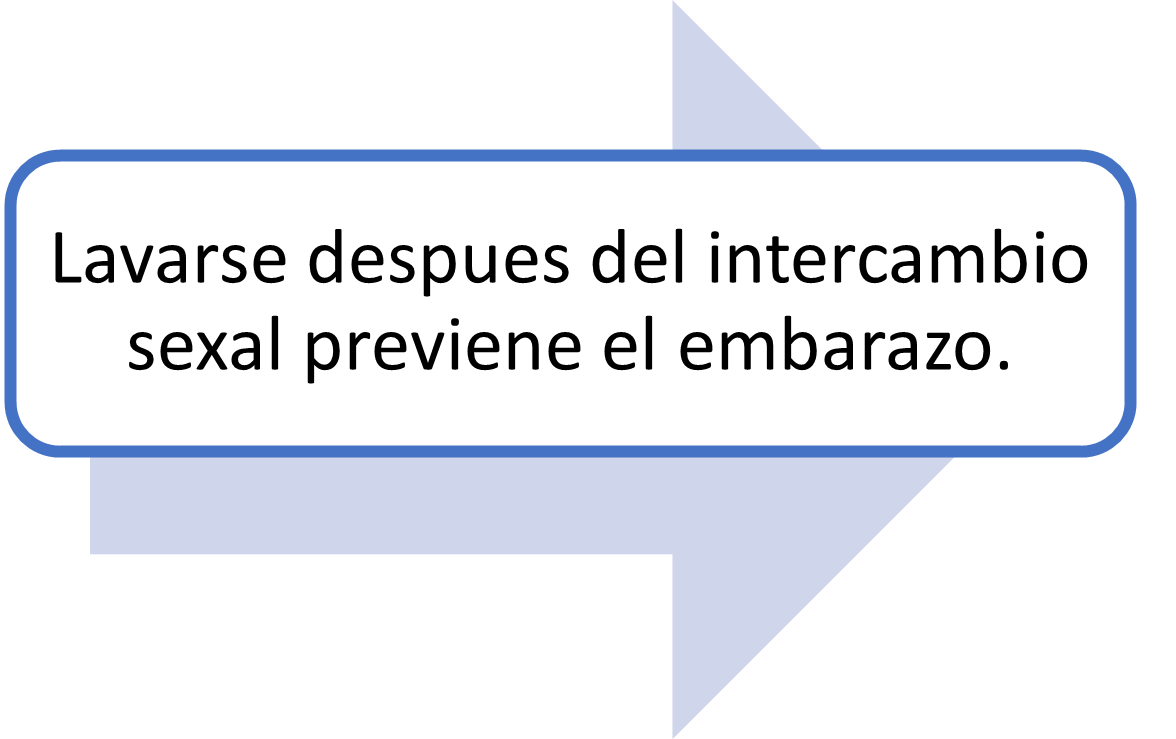 Lavarse despues del intercambio
sexal previene el embarazo.